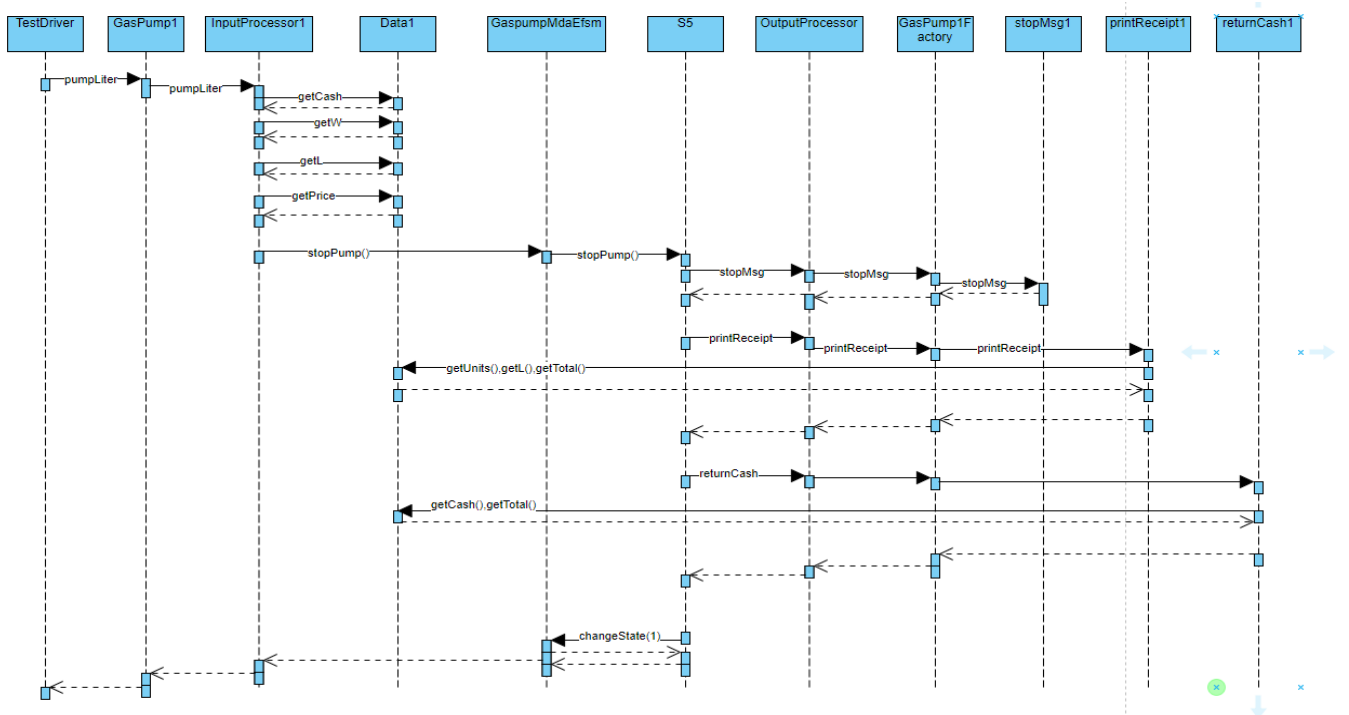 TestDriver
GasPump1
InputProcessor1
Data1
GaspumpMdaEfsm
S5
OutputProcessor
GasPump1F
actory
stopMsg1
printReceipt1
returnCash1
pumpLiter
pumpLiter
getCash
getW
getL
getPrice
stopPump()
stopPump()
stopMsg
stopMsg
stopMsg
printReceipt
printReceipt
printReceipt
getUnits(),getL(),getTotal()
returnCash
getCash(),getTotal()
changeState(1)